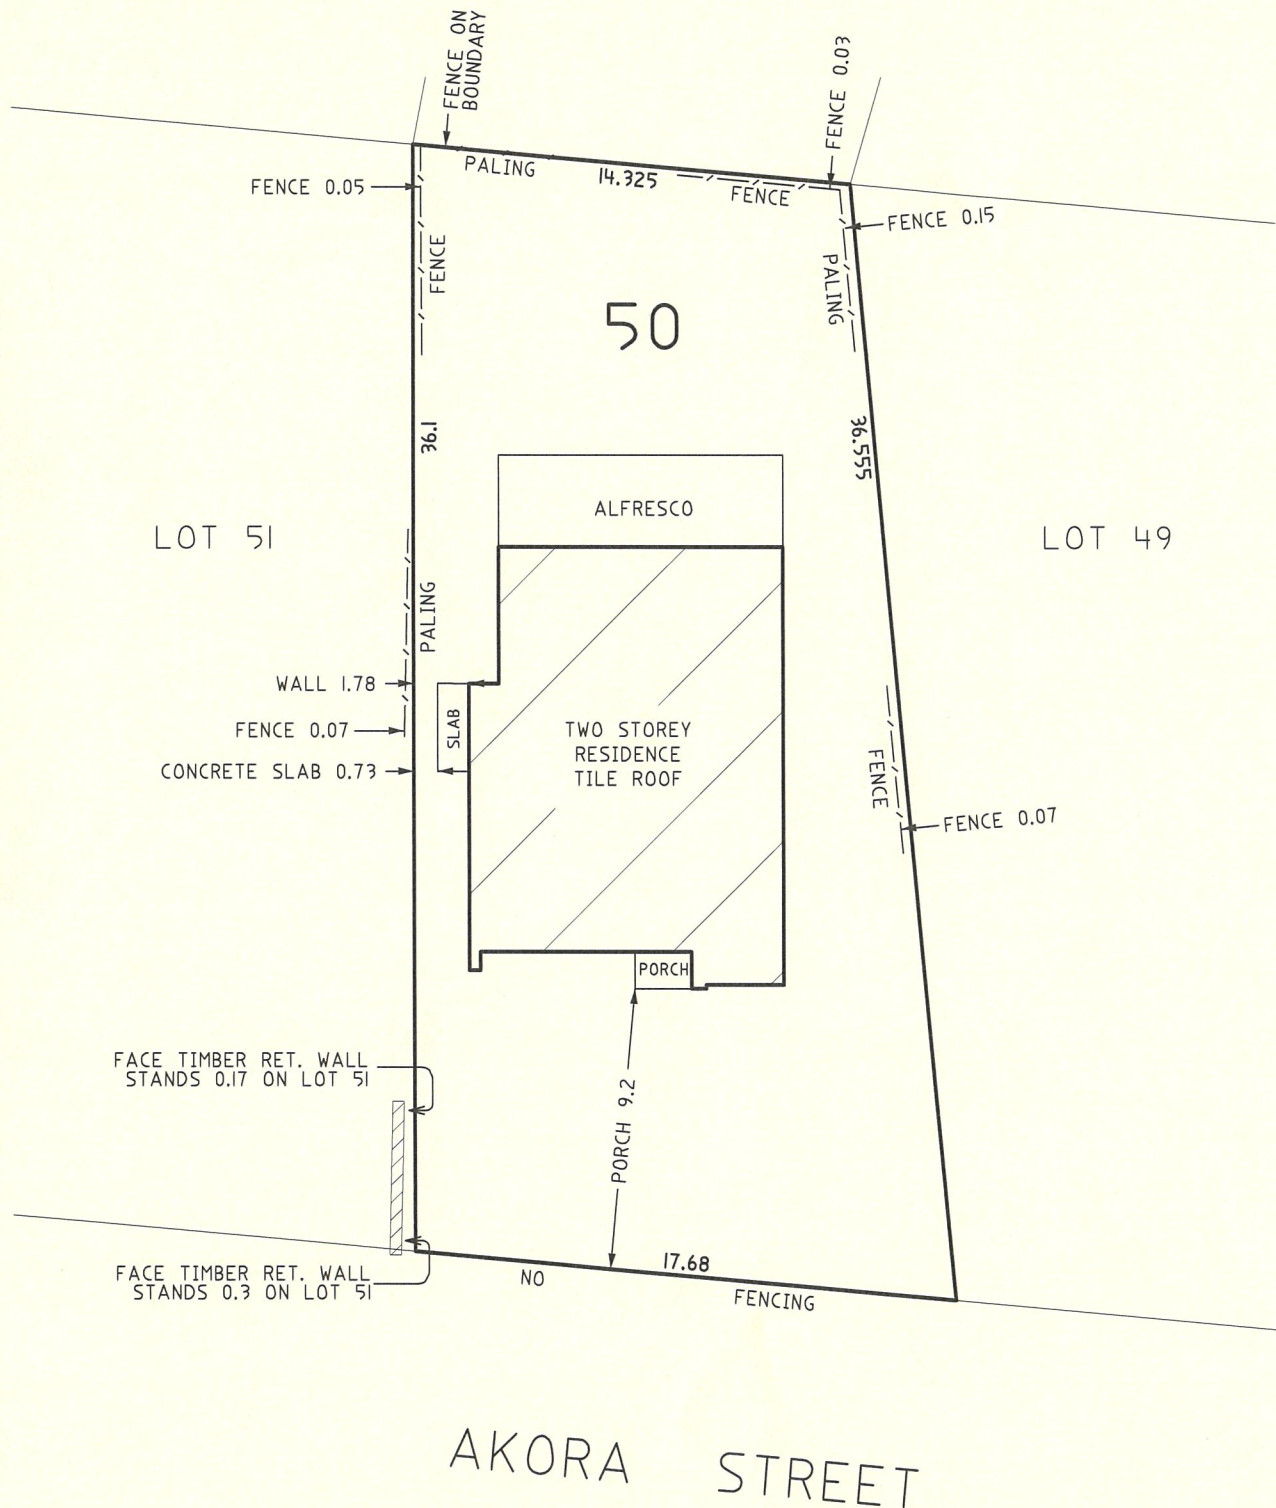 FENCE ON
BOUNDARY
FENCE 0.03
PALING
14.325
FENCE
FENCE 0.05
FENCE 0.15
FENCE
PALING
50
36.1
36.555
ALFRESCO
LOT 51
LOT 49
PALING
WALL 1.78
FENCE 0.07
SLAB
TWO STOREY
RESIDENCE
TILE ROOF
CONCRETE SLAB 0.73
FENCE
FENCE 0.07
PORCH
FACE TIMBER RET. WALL
STANDS 0.17 ON LOT 51
PORCH 9.2
FACE TIMBER RET. WALL
STANDS 0.3 ON LOT 51
NO
17.68
FENCING
AKORA STREET